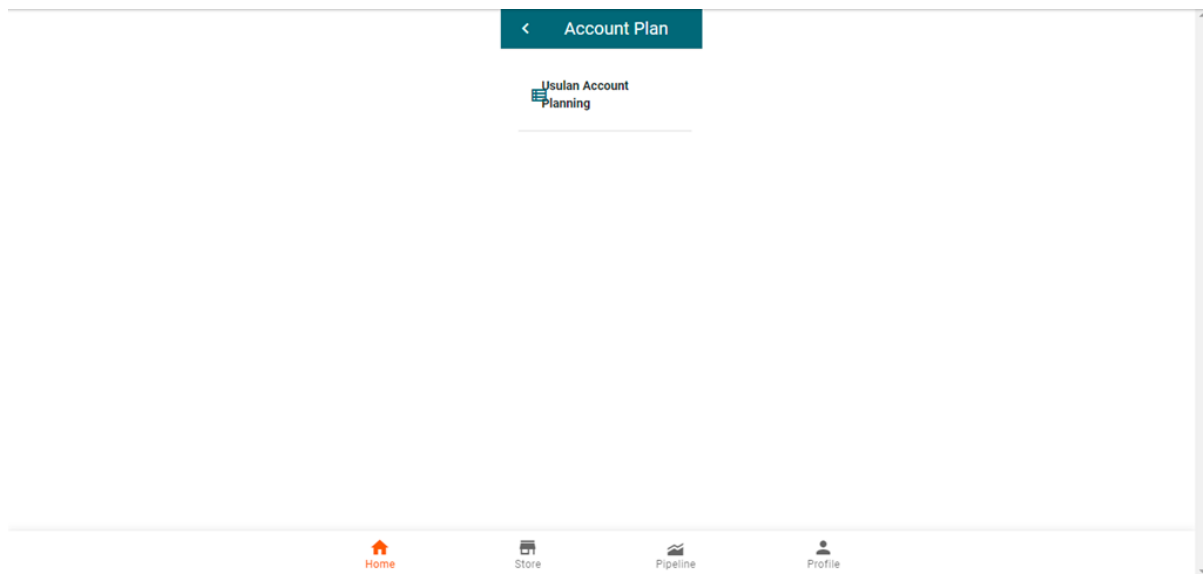 Account Plan
Usulan Account
Planning
Home
Store
Pipeline
Profile